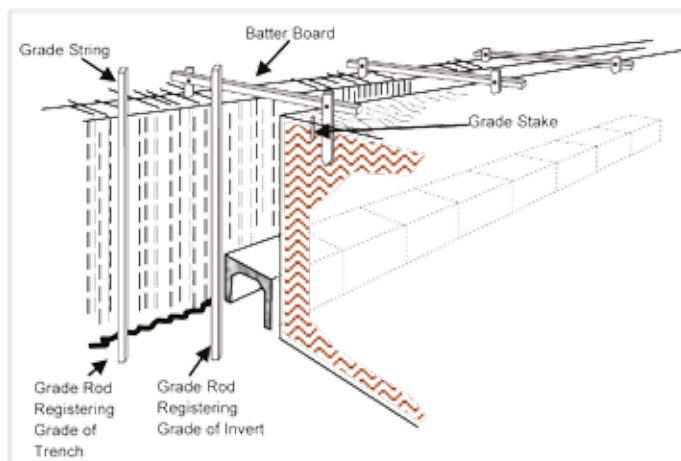 Grade String
Batter Board
Grade Stake
Grade Rod
Registering
Grade of
Trench
Grade Rod
Registering
Grade of Invert